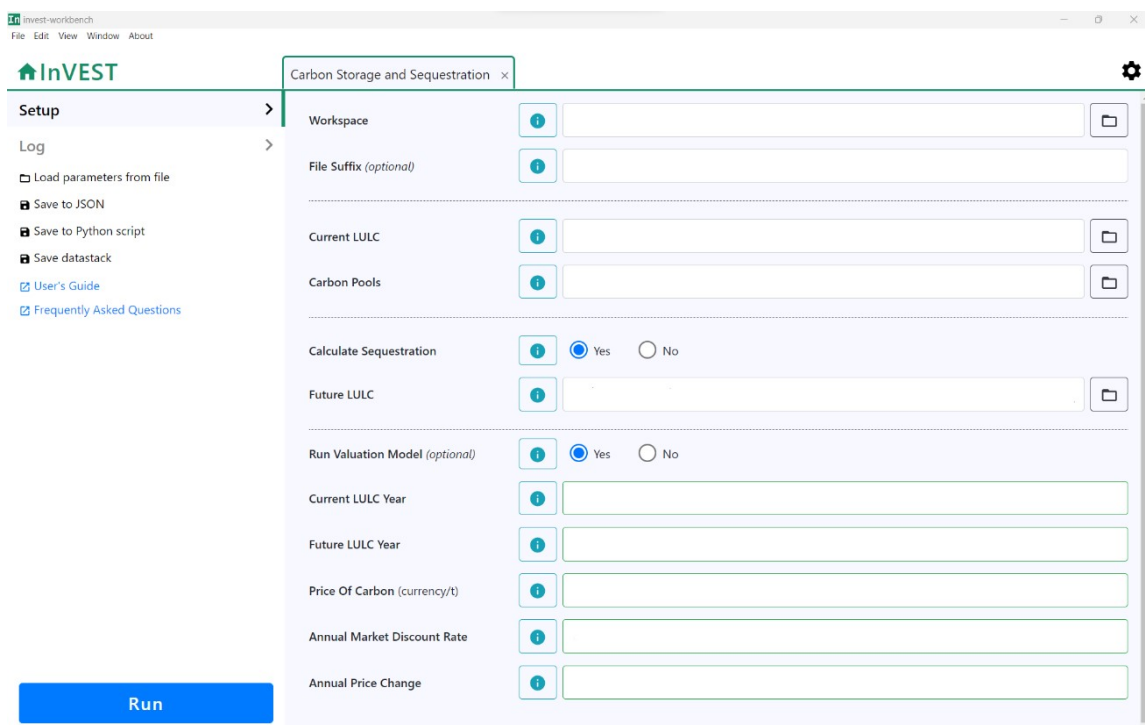 In invest-workbench
File Edit View Window About
InVEST
Carbon Storage and Sequestration ×
Setup
Log
Load parameters from file
Save to JSON
Save to Python script
Save datastack
User's Guide
Frequently Asked Questions
Workspace
File Suffix (optional)
Current LULC
Carbon Pools
Calculate Sequestration Yes No
Future LULC
Run Valuation Model (optional) Yes No
Current LULC Year
Future LULC Year
Price Of Carbon (currency/t)
Annual Market Discount Rate
Annual Price Change
Run